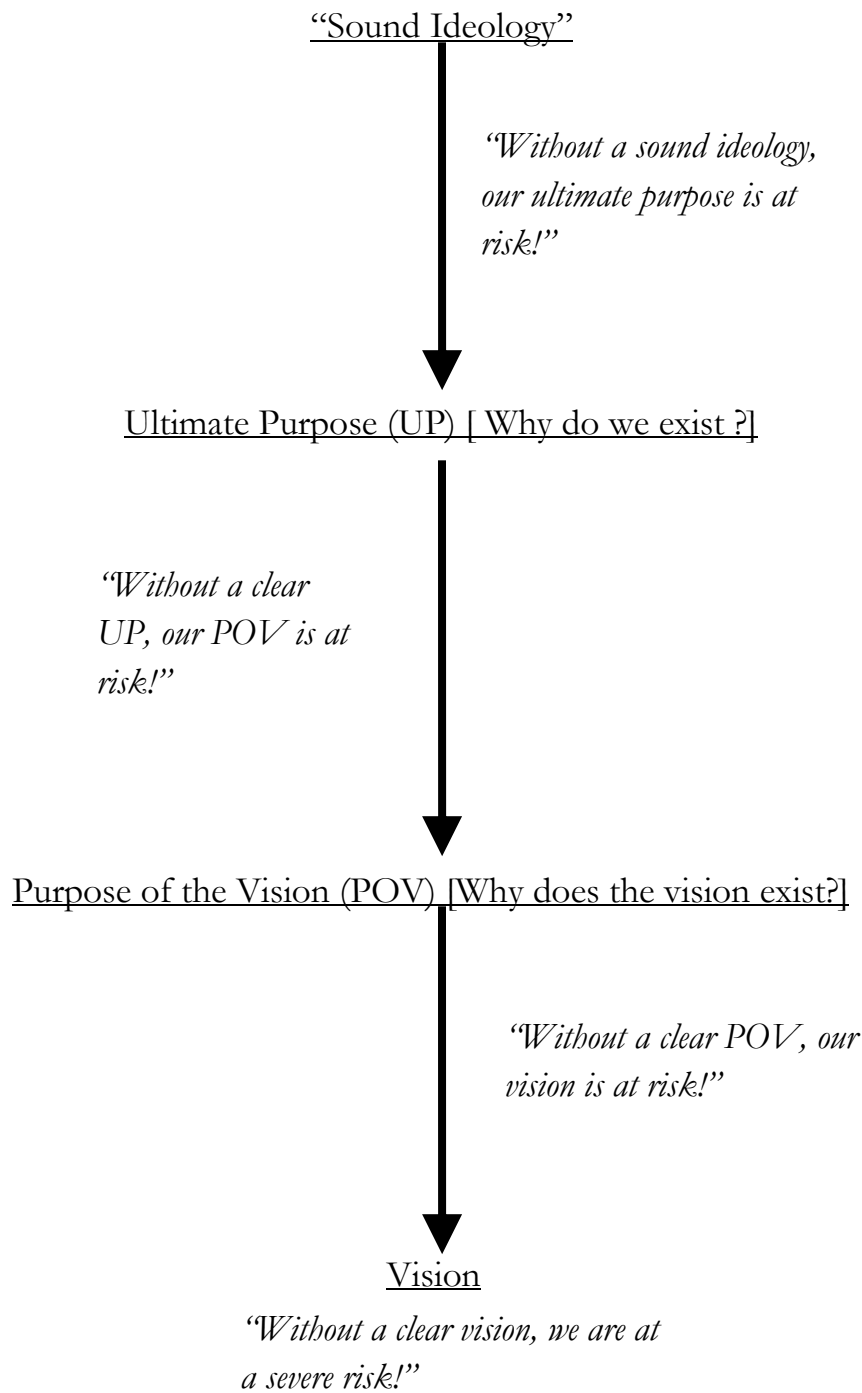 “Sound Ideology”
“Without a sound ideology,
our ultimate purpose is at
risk!”
Ultimate Purpose (UP) [ Why do we exist ?]
“Without a clear
UP, our POV is at
risk!”
Purpose of the Vision (POV) [Why does the vision exist?]
“Without a clear POV, our
vision is at risk!”
Vision
“Without a clear vision, we are at
a severe risk!”